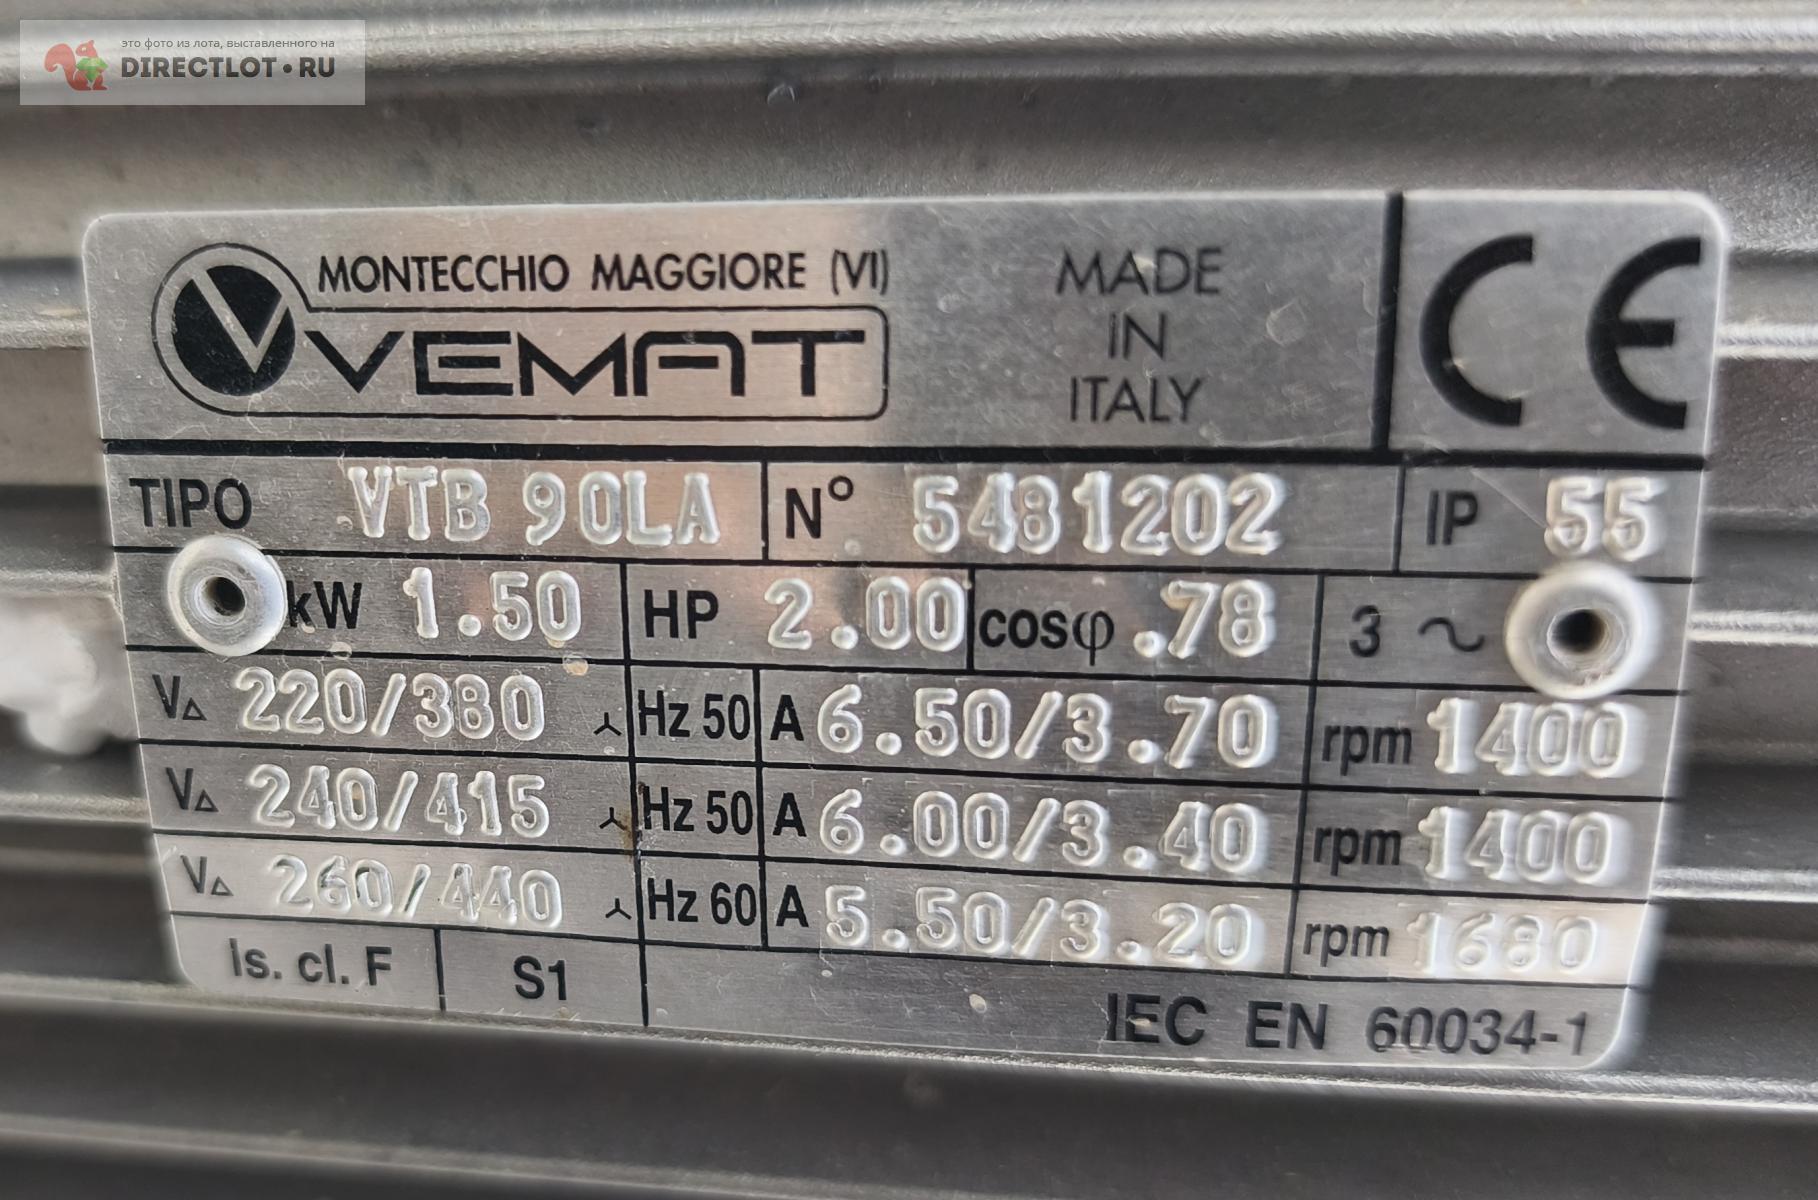 это фото из лота, выставленного на
DIRECTLOT•RU
MONTECCHIO MAGGIORE (VI)
VEMAT
MADE
IN
ITALY
CE
TIPO VTB 90LA N° 5481202 IP 55
kW 1.50 HP 2.00 cosφ .78 3 ~
V△ 220/380 ⅄ Hz 50 A 6.50/3.70 rpm 1400
V△ 240/415 ⅄ Hz 50 A 6.00/3.40 rpm 1400
V△ 260/440 ⅄ Hz 60 A 5.50/3.20 rpm 1680
is. cl. F S1 IEC EN 60034-1